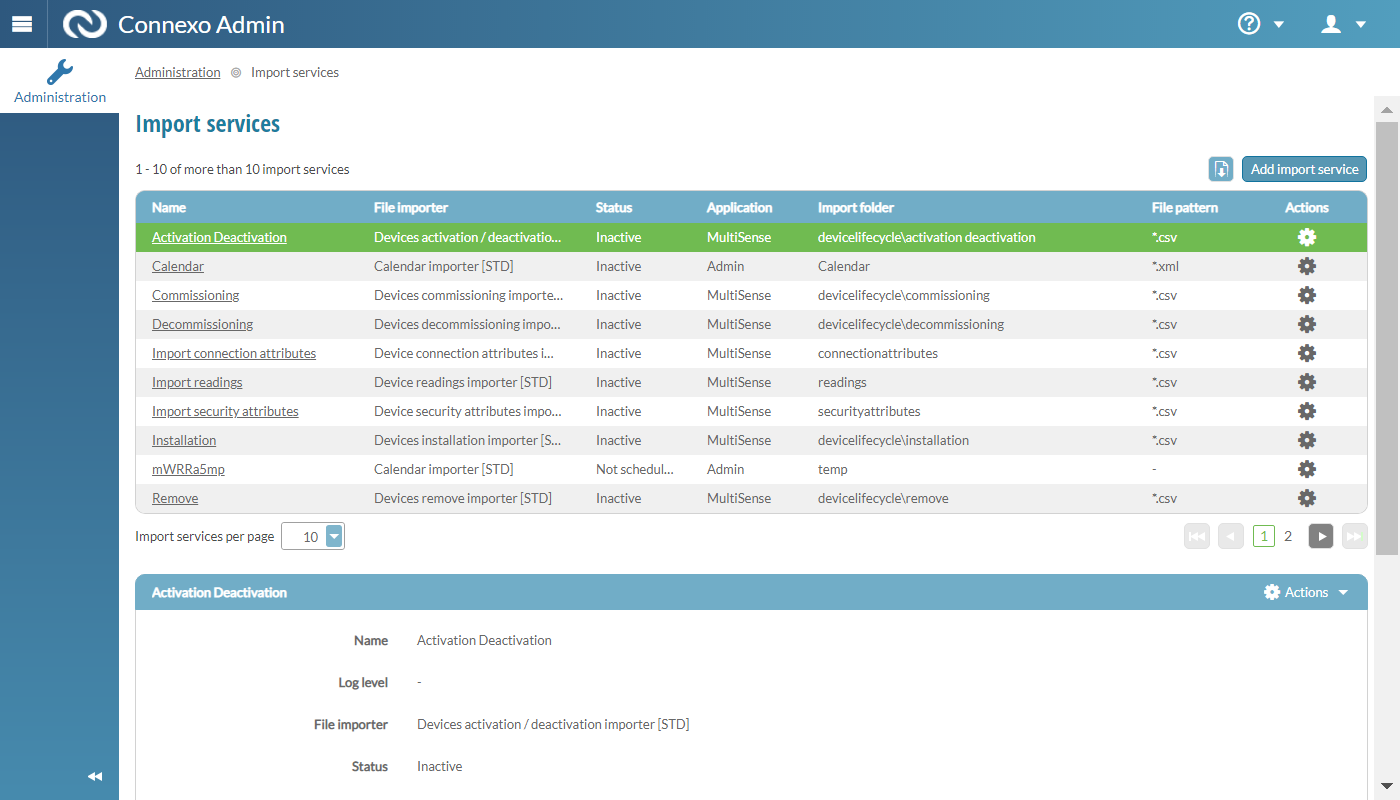 Connexo Admin
Administration
Administration Import services
Import services
1 - 10 of more than 10 import services
Add import service
Name File importer Status Application Import folder File pattern Actions
Activation Deactivation Devices activation / deactivatio... Inactive MultiSense devicelifecycle\activation deactivation *.csv
Calendar Calendar importer [STD] Inactive Admin Calendar *.xml
Commissioning Devices commissioning importe... Inactive MultiSense devicelifecycle\commissioning *.csv
Decommissioning Devices decommissioning impo... Inactive MultiSense devicelifecycle\decommissioning *.csv
Import connection attributes Device connection attributes i... Inactive MultiSense connectionattributes *.csv
Import readings Device readings importer [STD] Inactive MultiSense readings *.csv
Import security attributes Device security attributes impo... Inactive MultiSense securityattributes *.csv
Installation Devices installation importer [S... Inactive MultiSense devicelifecycle\installation *.csv
mWRRa5mp Calendar importer [STD] Not schedul... Admin temp -
Remove Devices remove importer [STD] Inactive MultiSense devicelifecycle\remove *.csv
Import services per page 10 1 2
Activation Deactivation Actions
Name Activation Deactivation
Log level -
File importer Devices activation / deactivation importer [STD]
Status Inactive